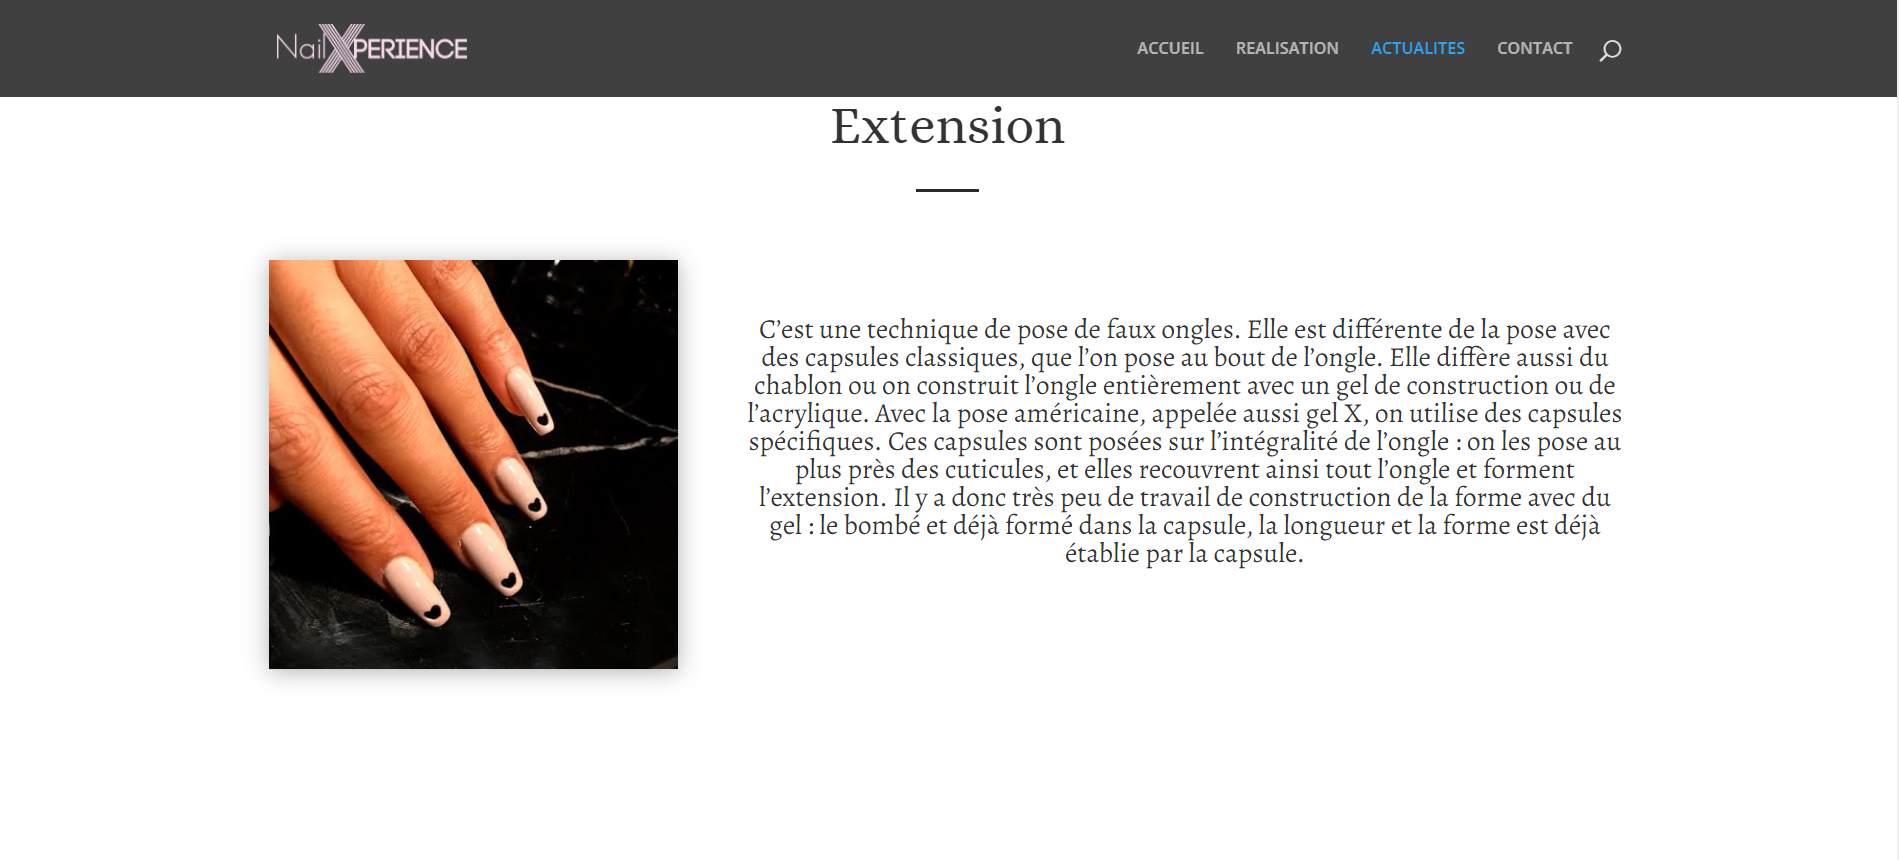 NailXPERIENCE
ACCUEIL REALISATION ACTUALITES CONTACT
Extension
C’est une technique de pose de faux ongles. Elle est différente de la pose avec
des capsules classiques, que l’on pose au bout de l’ongle. Elle diffère aussi du
chablon ou on construit l’ongle entièrement avec un gel de construction ou de
l’acrylique. Avec la pose américaine, appelée aussi gel X, on utilise des capsules
spécifiques. Ces capsules sont posées sur l’intégralité de l’ongle : on les pose au
plus près des cuticules, et elles recouvrent ainsi tout l’ongle et forment
l’extension. Il y a donc très peu de travail de construction de la forme avec du
gel : le bombé et déjà formé dans la capsule, la longueur et la forme est déjà
établie par la capsule.